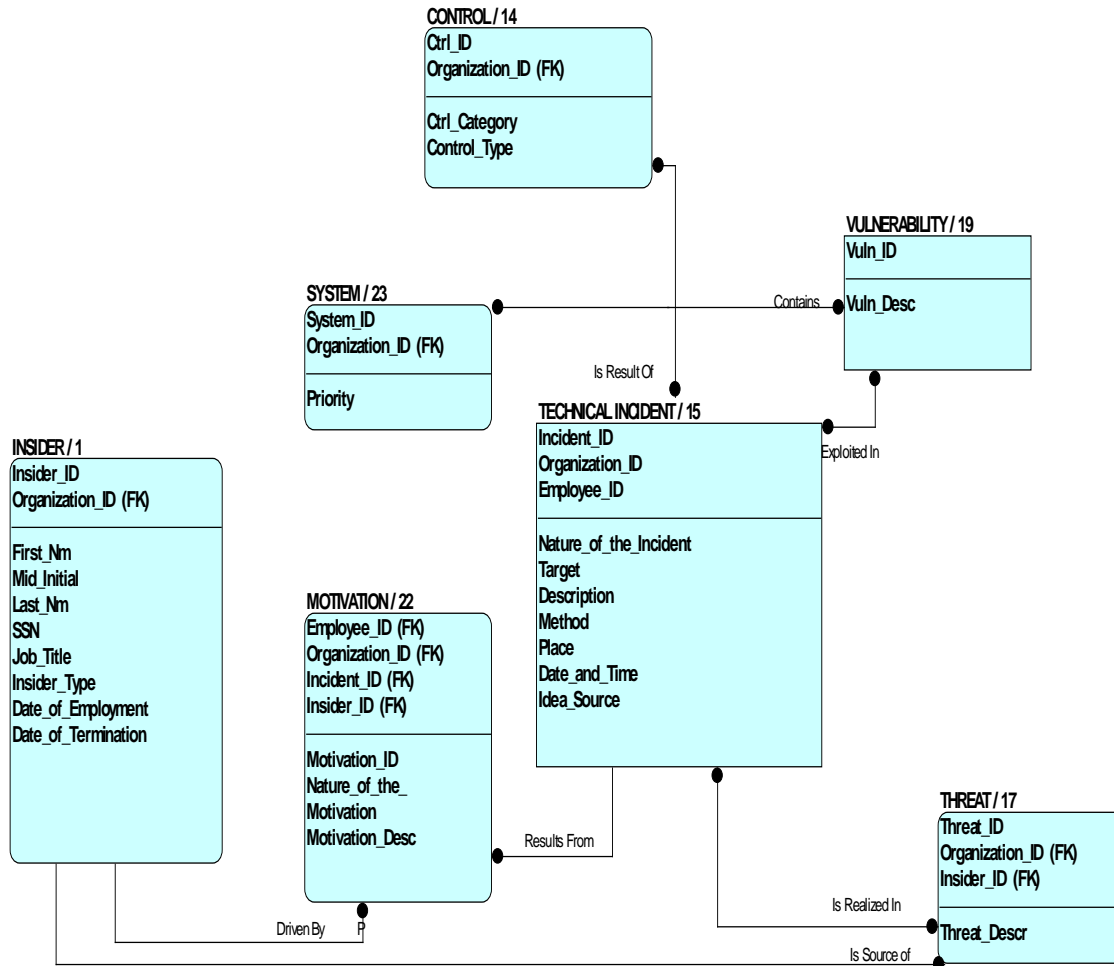 CONTROL / 14
Ctrl_ID
Organization_ID (FK)
Ctrl_Category
Control_Type
VULNERABILITY / 19
Vuln_ID
Vuln_Desc
SYSTEM / 23
System_ID
Organization_ID (FK)
Priority
Contains
Is Result Of
TECHNICAL INCIDENT / 15
Incident_ID
Organization_ID
Employee_ID
Nature_of_the_Incident
Target
Description
Method
Place
Date_and_Time
Idea_Source
Exploited In
INSIDER / 1
Insider_ID
Organization_ID (FK)
First_Nm
Mid_Initial
Last_Nm
SSN
Job_Title
Insider_Type
Date_of_Employment
Date_of_Termination
MOTIVATION / 22
Employee_ID (FK)
Organization_ID (FK)
Incident_ID (FK)
Insider_ID (FK)
Motivation_ID
Nature_of_the_
Motivation
Motivation_Desc
Results From
THREAT / 17
Threat_ID
Organization_ID (FK)
Insider_ID (FK)
Threat_Descr
Is Realized In
Driven By
P
Is Source of